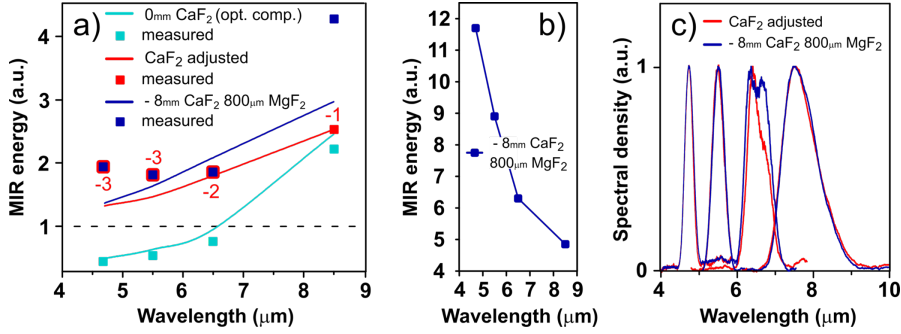 a)
0mm CaF2 (opt. comp.)
measured
CaF2 adjusted
measured
- 8mm CaF2 800μm MgF2
measured
-3
-3
-2
-1
MIR energy (a.u.)
4
3
2
1
4 5 6 7 8 9
Wavelength (μm)
b)
- 8mm CaF2
800μm MgF2
MIR energy (a.u.)
12
11
10
9
8
7
6
5
4
4 5 6 7 8 9
Wavelength (μm)
c)
CaF2 adjusted
- 8mm CaF2 800μm MgF2
Spectral density (a.u.)
1
0
4 6 8 10
Wavelength (μm)